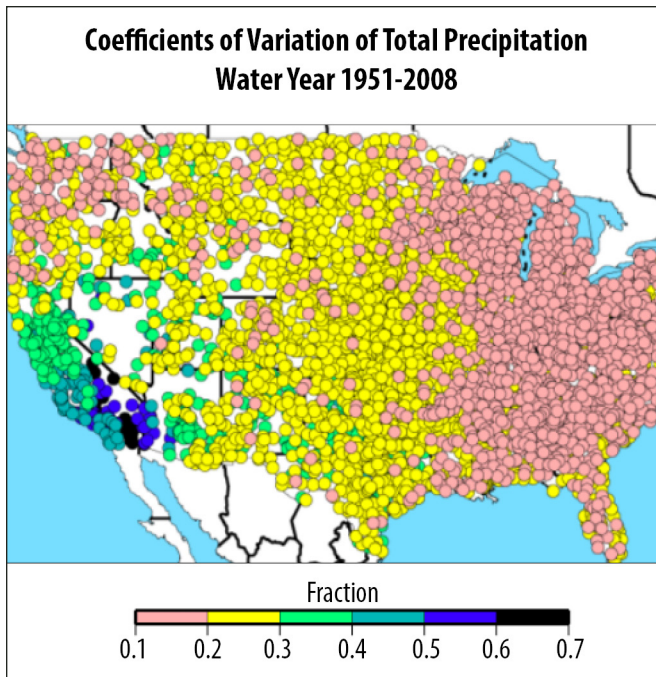 Coefficients of Variation of Total Precipitation
Water Year 1951-2008
Fraction
0.1 0.2 0.3 0.4 0.5 0.6 0.7